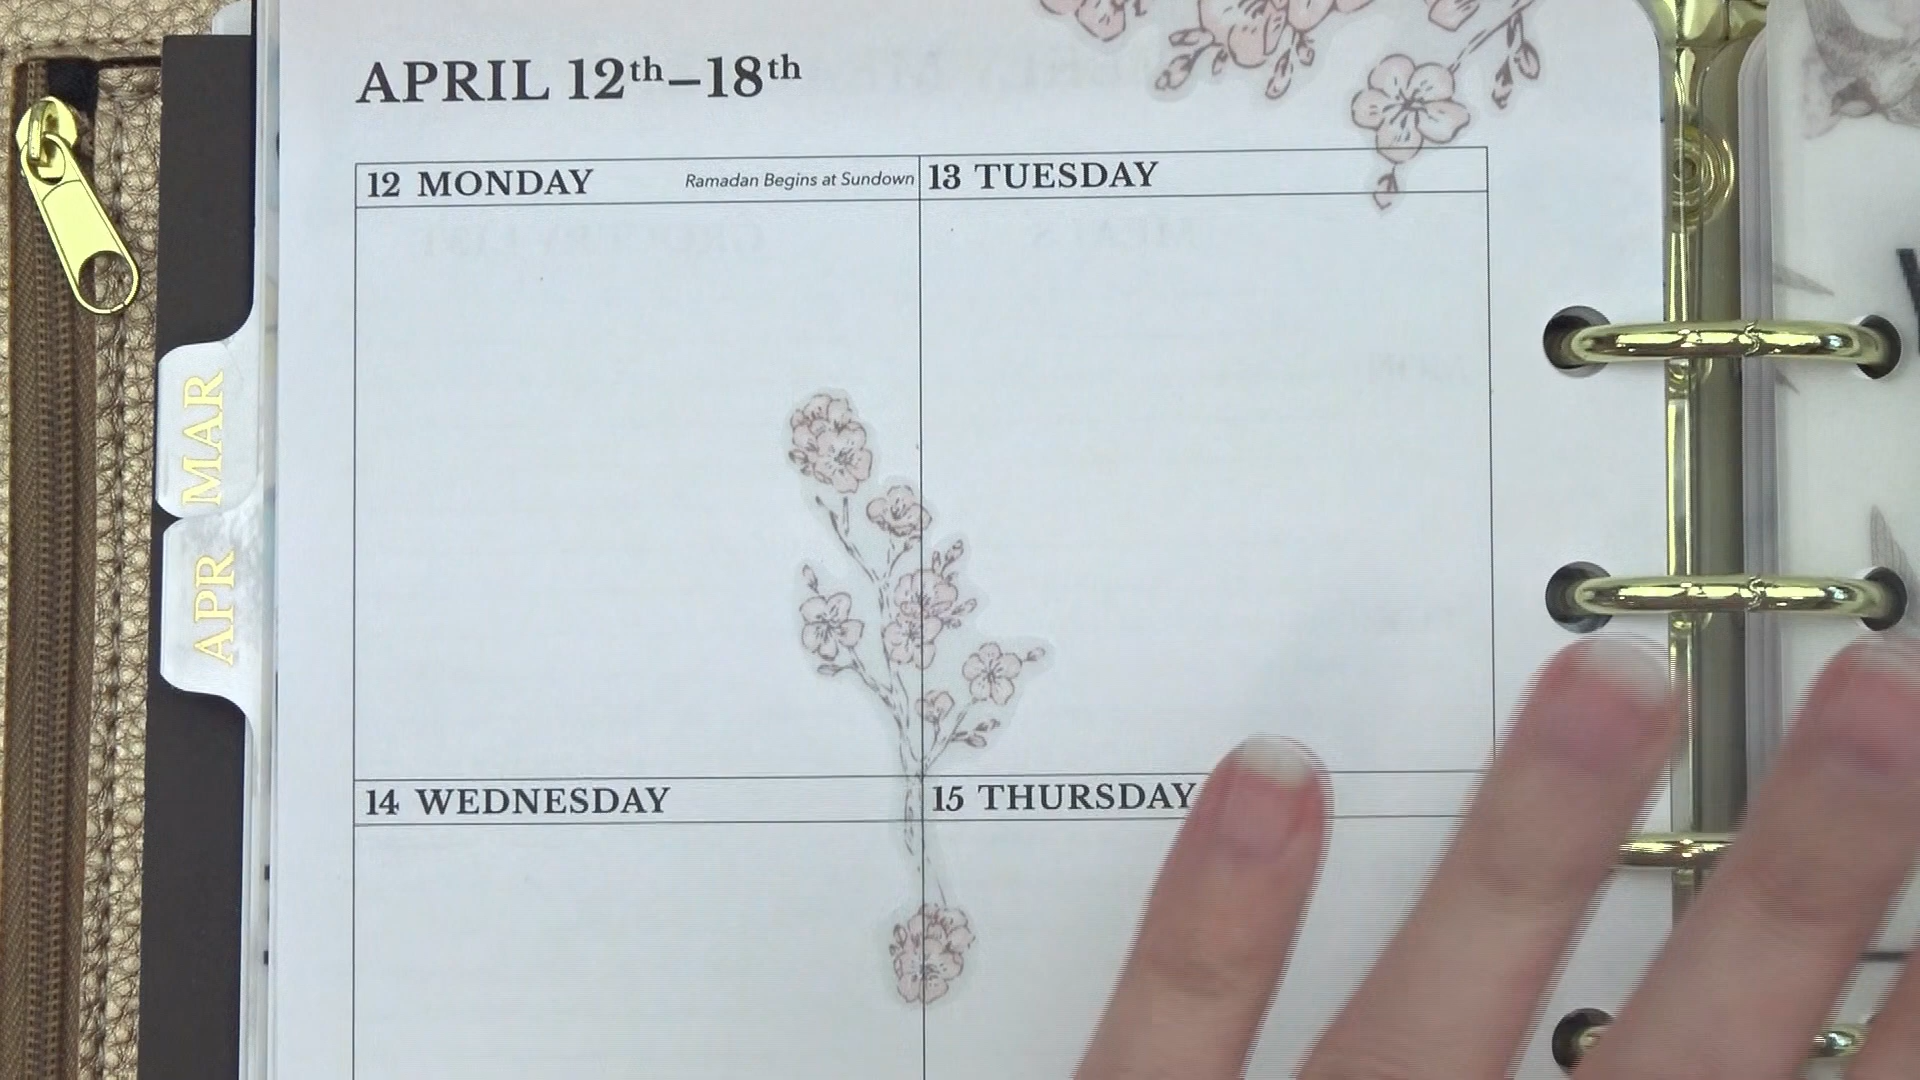 APRIL 12th–18th
12 MONDAY Ramadan Begins at Sundown
13 TUESDAY
14 WEDNESDAY
15 THURSDAY
MAR
APR